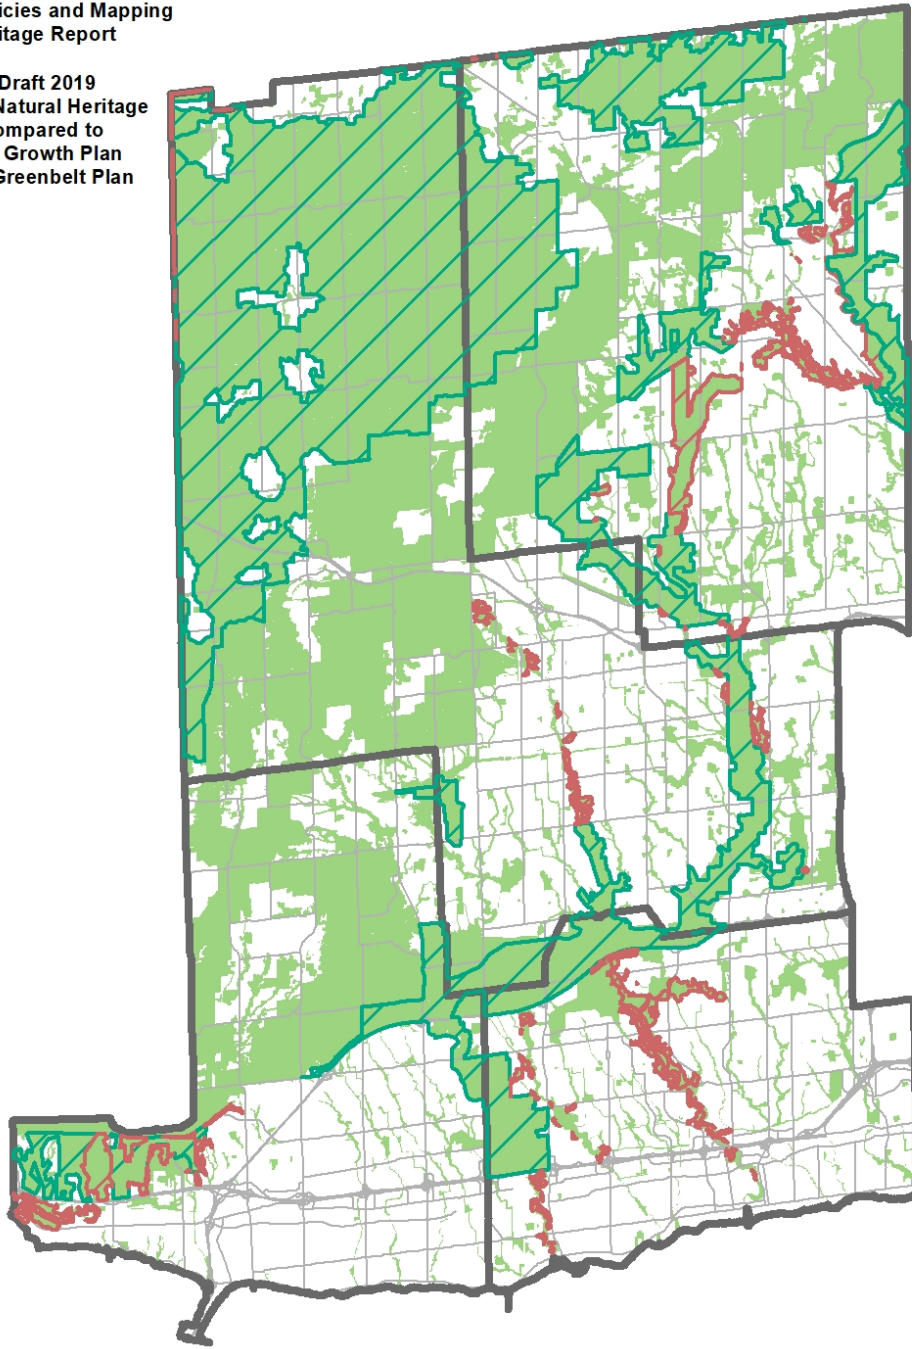 icies and Mapping
itage Report
Draft 2019
Natural Heritage
ompared to
Growth Plan
Greenbelt Plan